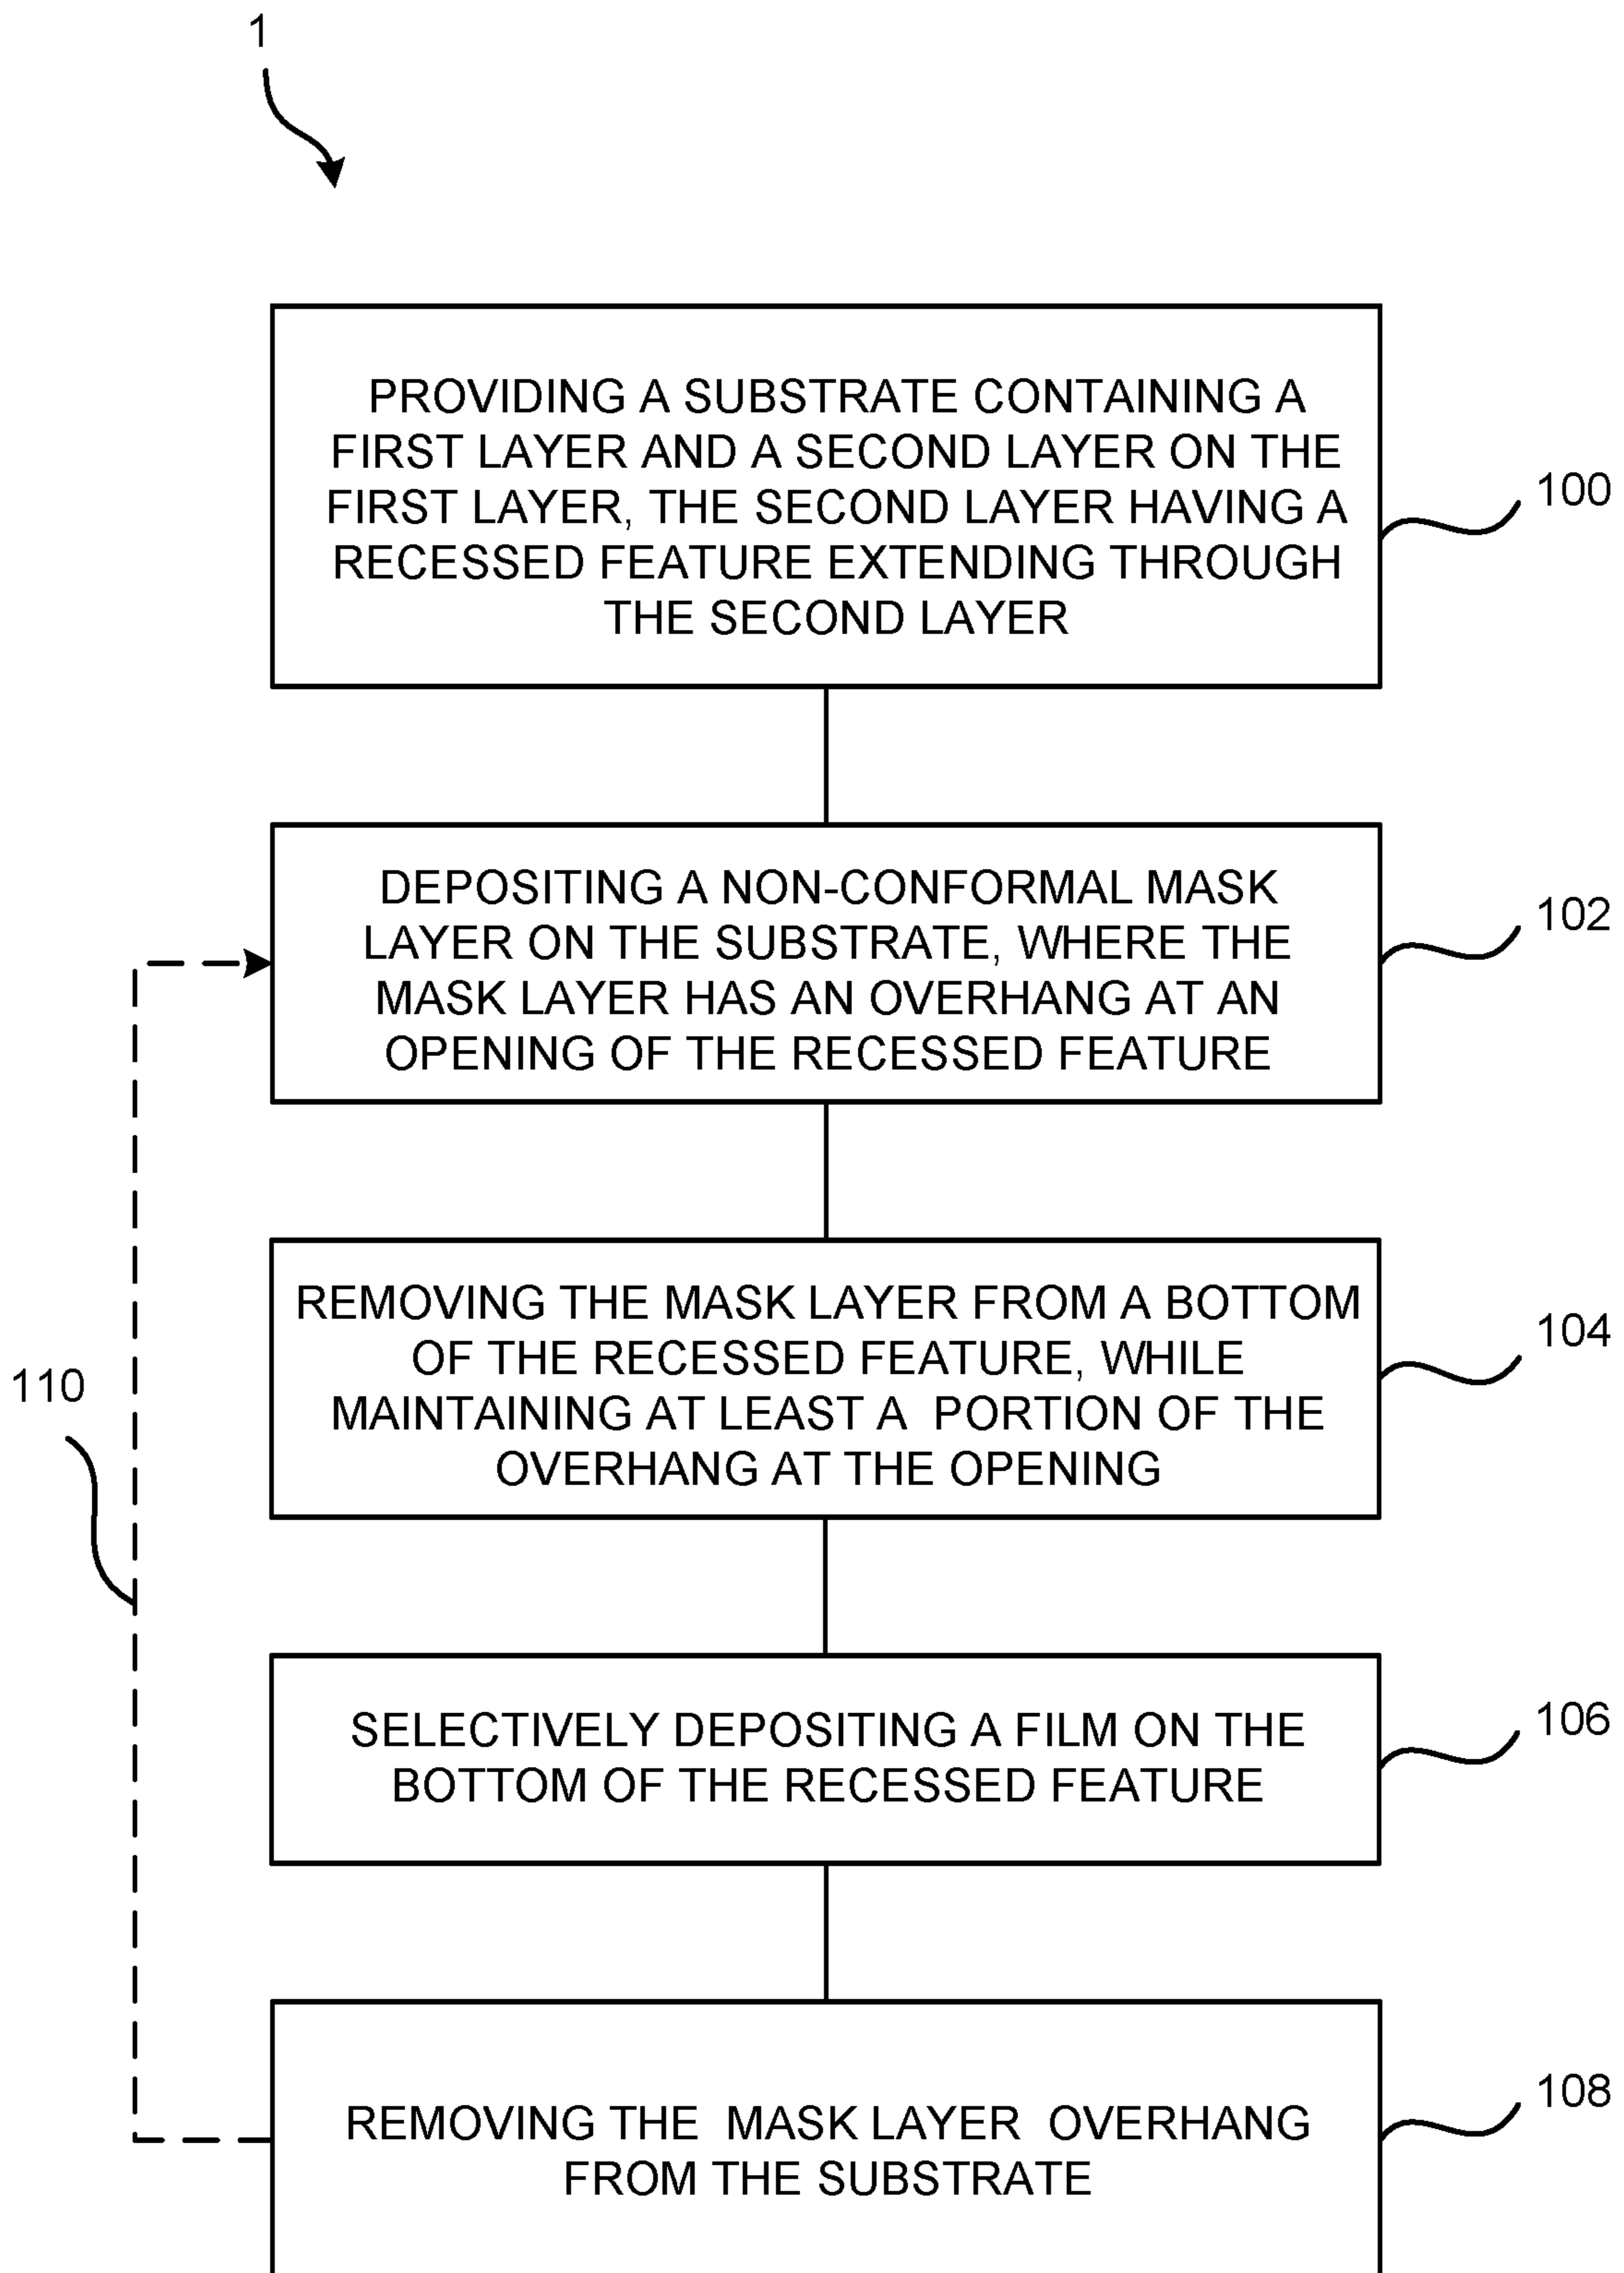 1
PROVIDING A SUBSTRATE CONTAINING A
FIRST LAYER AND A SECOND LAYER ON THE
FIRST LAYER, THE SECOND LAYER HAVING A
RECESSED FEATURE EXTENDING THROUGH
THE SECOND LAYER
100
DEPOSITING A NON-CONFORMAL MASK
LAYER ON THE SUBSTRATE, WHERE THE
MASK LAYER HAS AN OVERHANG AT AN
OPENING OF THE RECESSED FEATURE
102
REMOVING THE MASK LAYER FROM A BOTTOM
OF THE RECESSED FEATURE, WHILE
MAINTAINING AT LEAST A PORTION OF THE
OVERHANG AT THE OPENING
104
110
SELECTIVELY DEPOSITING A FILM ON THE
BOTTOM OF THE RECESSED FEATURE
106
REMOVING THE MASK LAYER OVERHANG
FROM THE SUBSTRATE
108